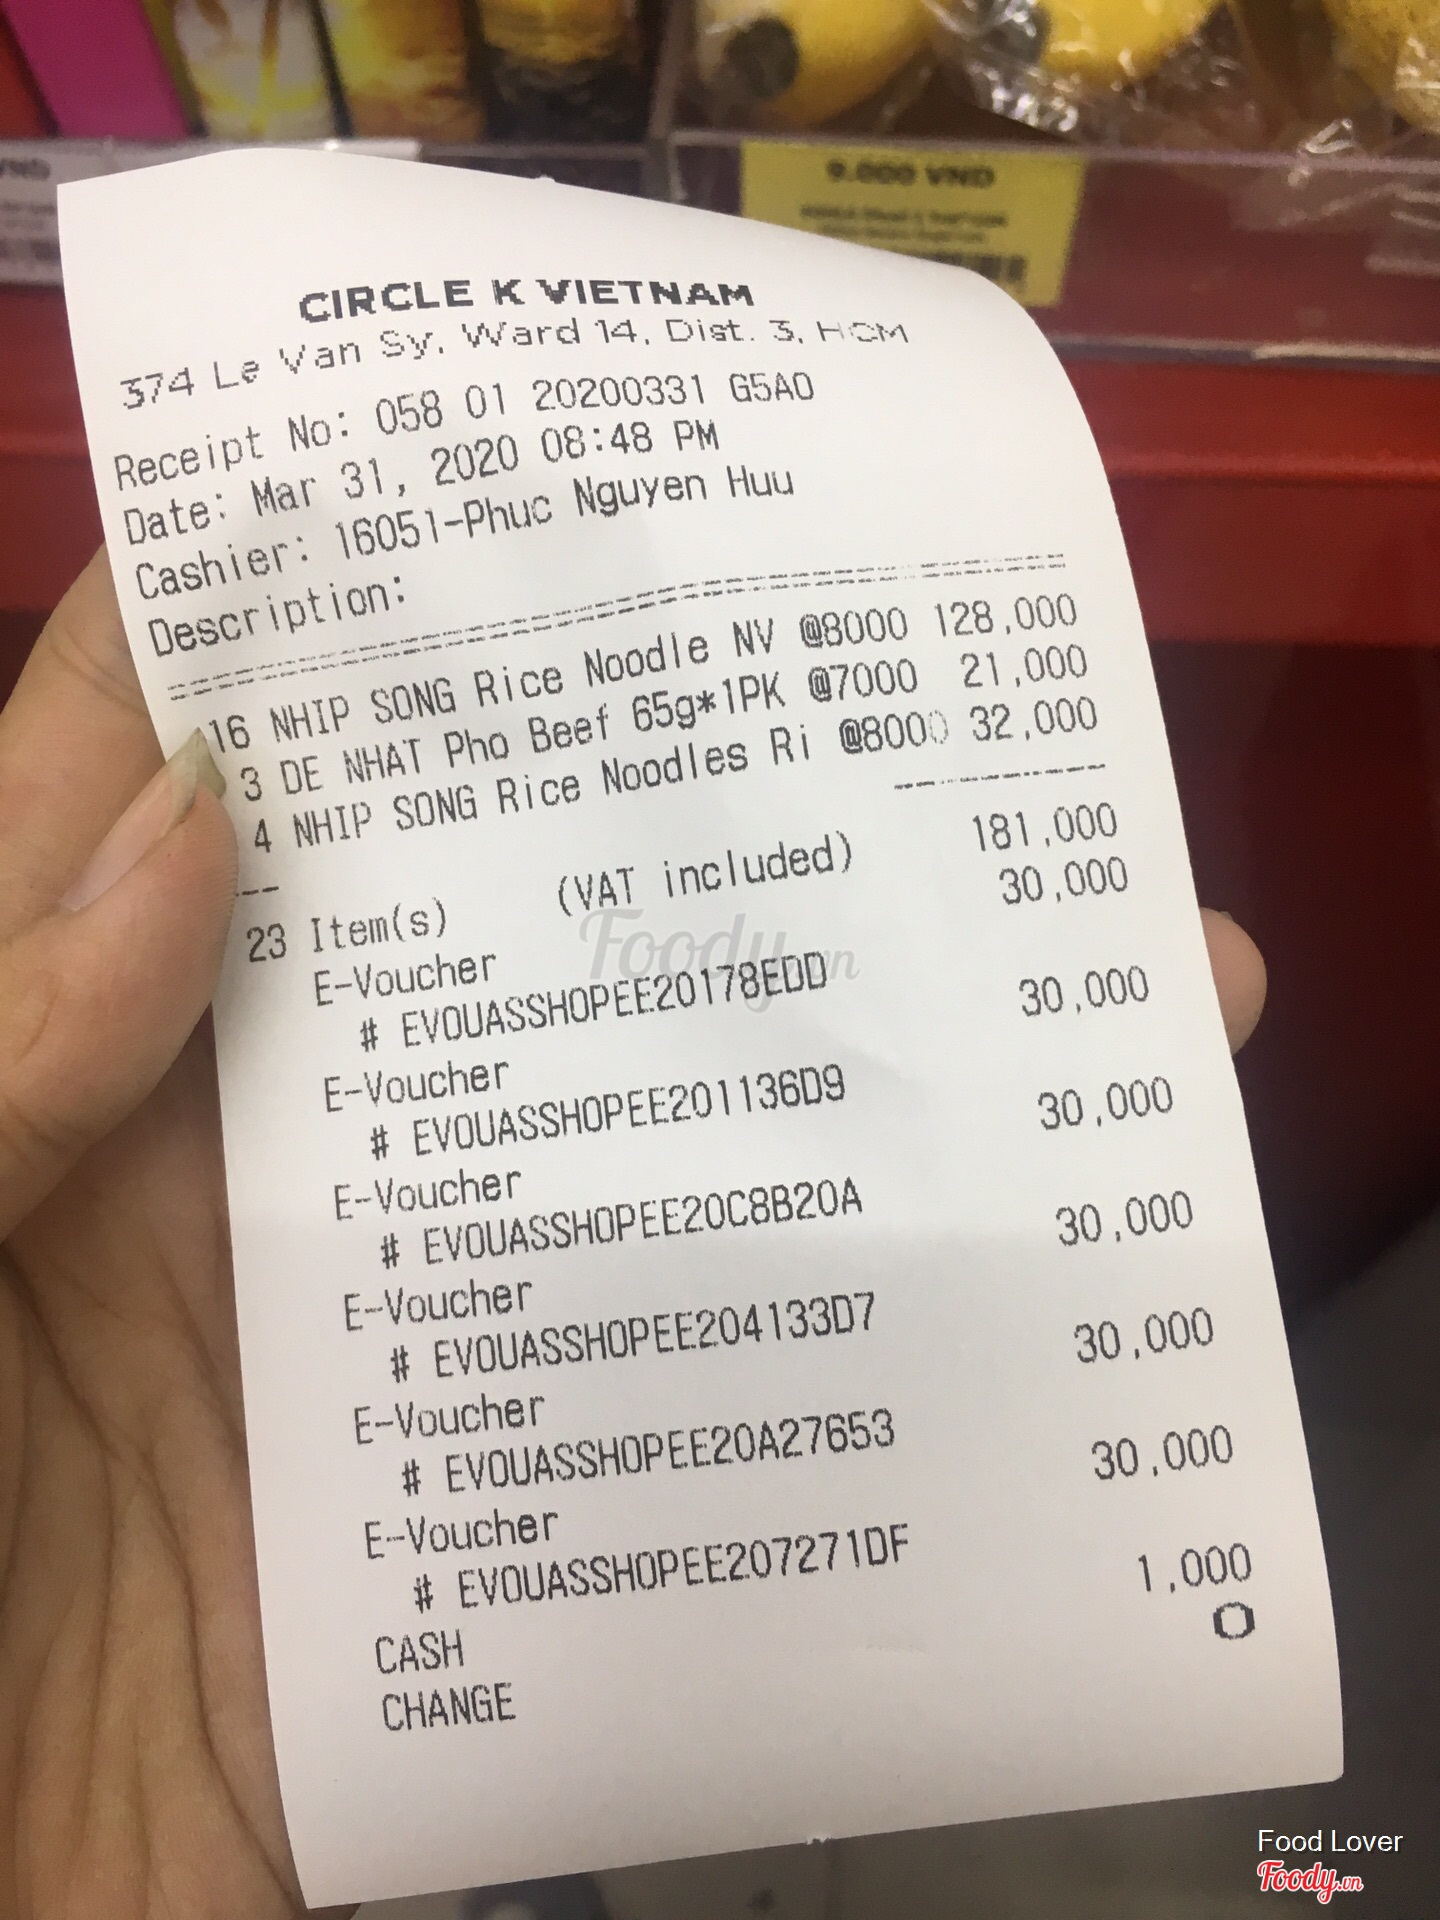 VND
9.000 VND
CIRCLE K VIETNAM
374 Le Van Sy, Ward 14, Dist. 3, HCM
Receipt No: 058 01 20200331 G5A0
Date: Mar 31, 2020 08:48 PM
Cashier: 16051-Phuc Nguyen Huu
Description:
16 NHIP SONG Rice Noodle NV @8000 128,000
3 DE NHAT Pho Beef 65g*1PK @7000 21,000
4 NHIP SONG Rice Noodles Ri @8000 32,000
23 Item(s) (VAT included) 181,000
E-Voucher 30,000
# EVOUASSHOPEE20178EDD
E-Voucher 30,000
# EVOUASSHOPEE201136D9
E-Voucher 30,000
# EVOUASSHOPEE20C8B20A
E-Voucher 30,000
# EVOUASSHOPEE204133D7
E-Voucher 30,000
# EVOUASSHOPEE20A27653
E-Voucher 30,000
# EVOUASSHOPEE207271DF
CASH 1,000
CHANGE 0
Foody.vn
Food Lover
Foody.vn